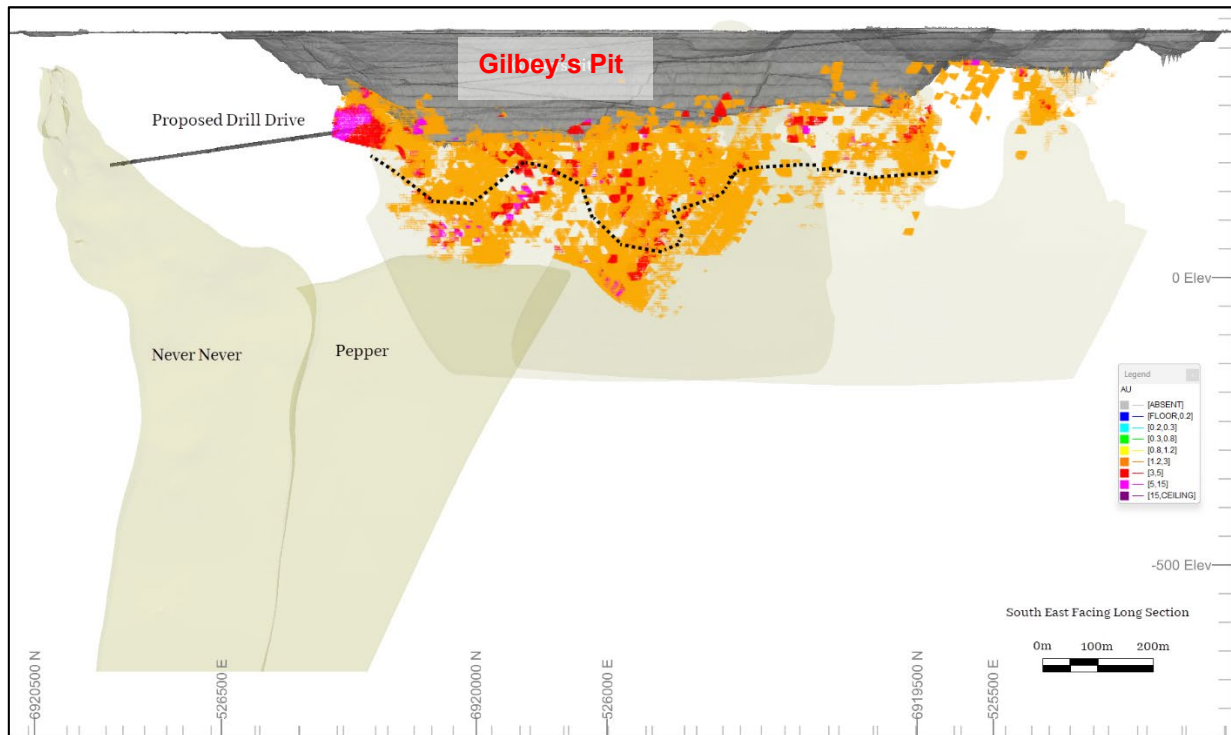 Gilbey's Pit
Proposed Drill Drive
0 Elev
Never Never
Pepper
Legend
AU
[ABSENT]
[FLOOR,0.2]
[0.2,0.3]
[0.3,0.8]
[0.8,1.2]
[1.2,3]
[3,5]
[5,15]
[15,CEILING]
-500 Elev
South East Facing Long Section
0m 100m 200m
6920500 N
526500 E
6920000 N
526000 E
6919500 N
525500 E